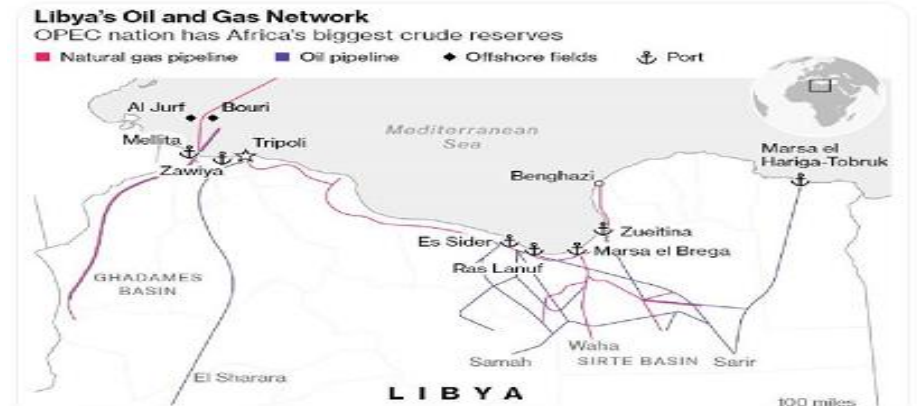 Libya's Oil and Gas Network
OPEC nation has Africa's biggest crude reserves
Natural gas pipeline
Oil pipeline
Offshore fields
Port
Al Jurf
Bouri
Mellita
Tripoli
Zawiya
Mediterranean
Sea
Marsa el
Hariga-Tobruk
Benghazi
Zueitina
Es Sider
Marsa el Brega
Ras Lanuf
GHADAMES
BASIN
Waha
Samah
SIRTE BASIN
Sarir
El Sharara
LIBYA
100 miles